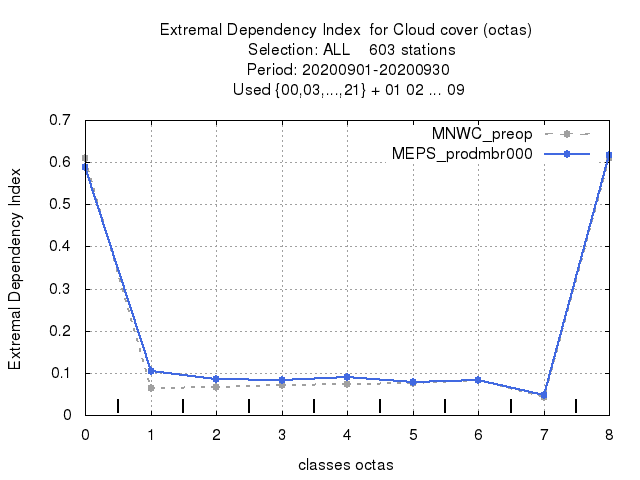 Extremal Dependency Index  for Cloud cover (octas)
Selection: ALL    603 stations
Period: 20200901-20200930
Used {00,03,...,21} + 01 02 ... 09
MNWC_preop
MEPS_prodmbr000
Extremal Dependency Index
0.7
0.6
0.5
0.4
0.3
0.2
0.1
0
0 1 2 3 4 5 6 7 8
classes octas